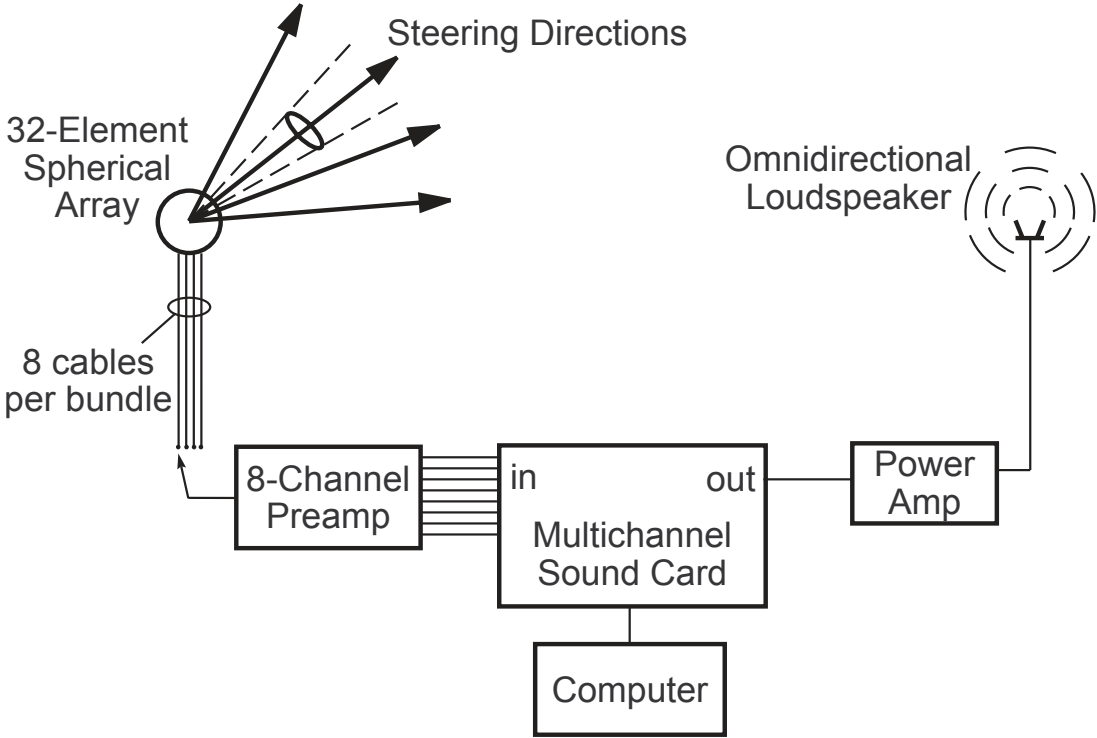 Steering Directions
32-Element
Spherical
Array
Omnidirectional
Loudspeaker
8 cables
per bundle
8-Channel
Preamp
in
out
Multichannel
Sound Card
Power
Amp
Computer